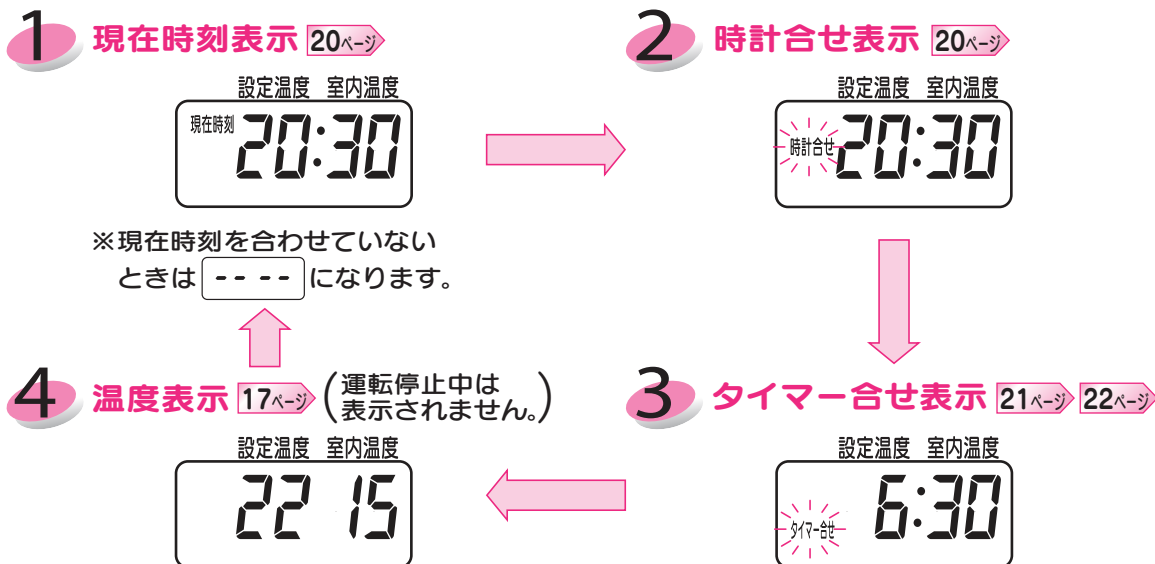 1 現在時刻表示 20ページ
設定温度 室内温度
現在時刻 20:30
※現在時刻を合わせていない
ときは -- -- になります。
2 時計合せ表示 20ページ
設定温度 室内温度
時計合せ 20:30
3 タイマー合せ表示 21ページ 22ページ
設定温度 室内温度
タイマー合せ 6:30
4 温度表示 17ページ (運転停止中は
表示されません。)
設定温度 室内温度
22 15